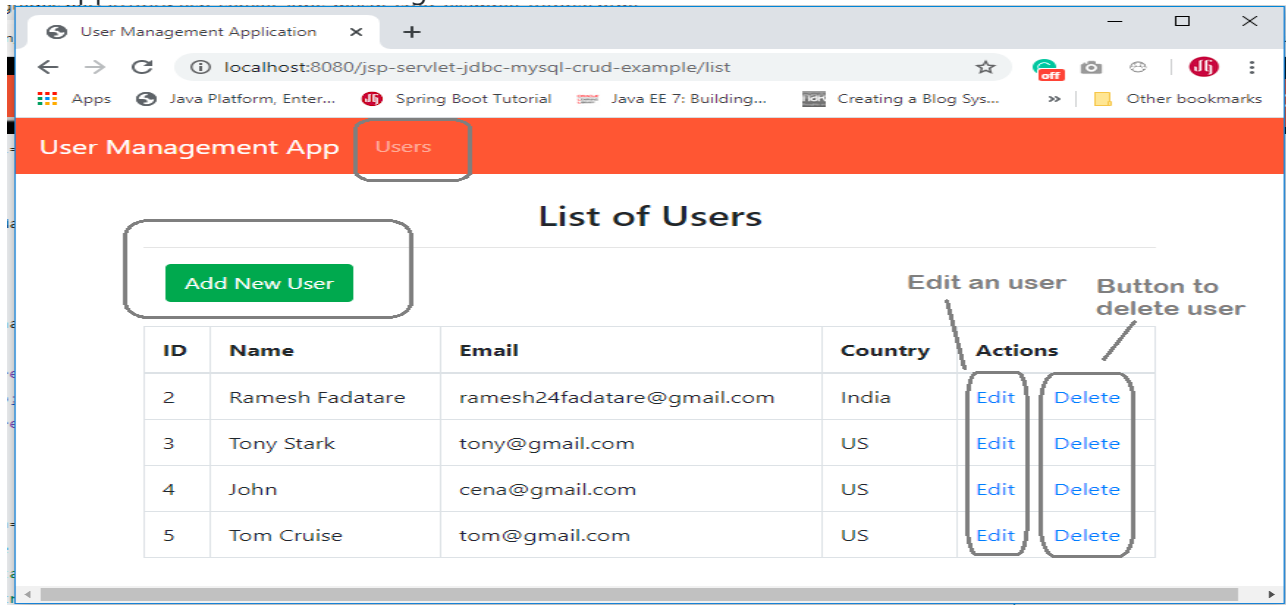 User Management Application
localhost:8080/jsp-servlet-jdbc-mysql-crud-example/list
off
Apps Java Platform, Enter... Spring Boot Tutorial Java EE 7: Building... Creating a Blog Sys... » Other bookmarks
User Management App Users
List of Users
Add New User
Edit an user
Button to
delete user
ID Name Email Country Actions
2 Ramesh Fadatare ramesh24fadatare@gmail.com India Edit Delete
3 Tony Stark tony@gmail.com US Edit Delete
4 John cena@gmail.com US Edit Delete
5 Tom Cruise tom@gmail.com US Edit Delete